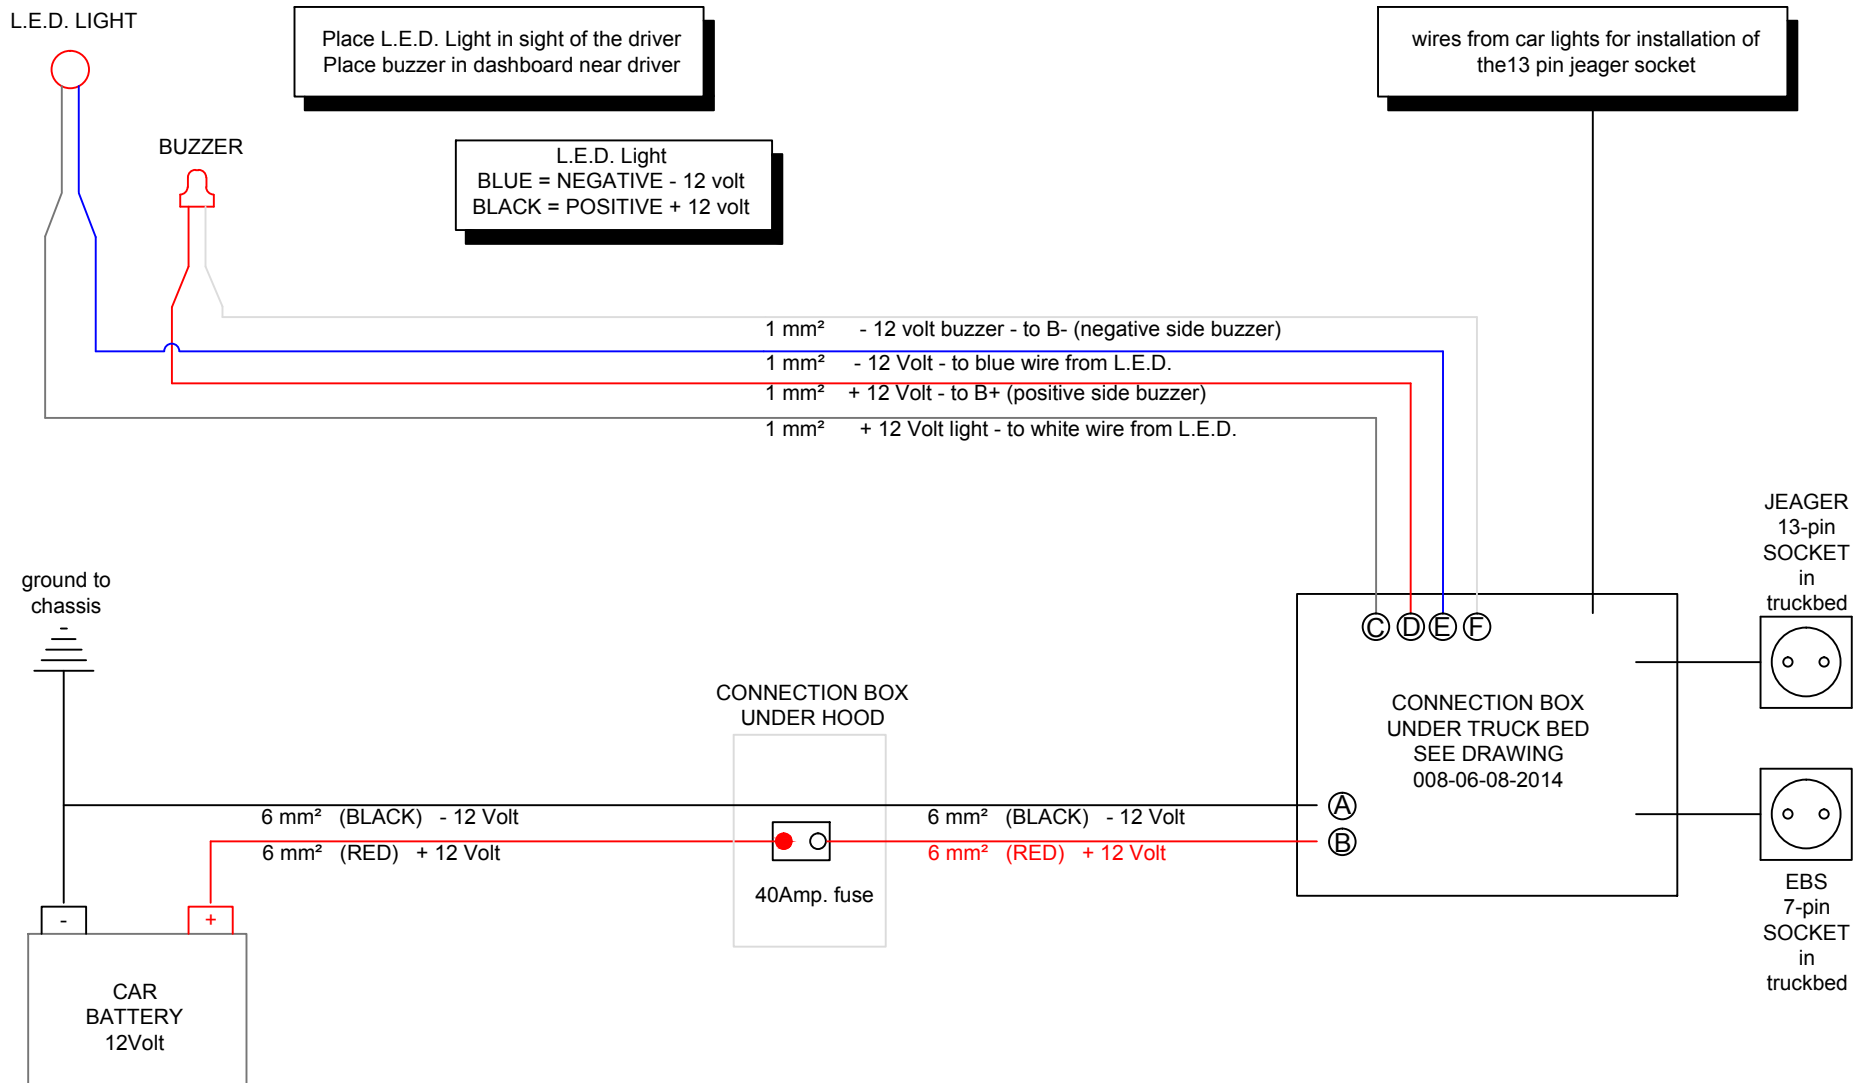 L.E.D. LIGHT
Place L.E.D. Light in sight of the driver
Place buzzer in dashboard near driver
wires from car lights for installation of
the13 pin jeager socket
BUZZER
L.E.D. Light
BLUE = NEGATIVE - 12 volt
BLACK = POSITIVE + 12 volt
1 mm² - 12 volt buzzer - to B- (negative side buzzer)
1 mm² - 12 Volt - to blue wire from L.E.D.
1 mm² + 12 Volt - to B+ (positive side buzzer)
1 mm² + 12 Volt light - to white wire from L.E.D.
JEAGER
13-pin
SOCKET
in
truckbed
ground to
chassis
-
C D E F
CONNECTION BOX
UNDER HOOD
CONNECTION BOX
UNDER TRUCK BED
SEE DRAWING
008-06-08-2014
6 mm² (BLACK) - 12 Volt
6 mm² (BLACK) - 12 Volt
A
6 mm² (RED) + 12 Volt
6 mm² (RED) + 12 Volt
B
40Amp. fuse
EBS
7-pin
SOCKET
in
truckbed
- +
CAR
BATTERY
12Volt